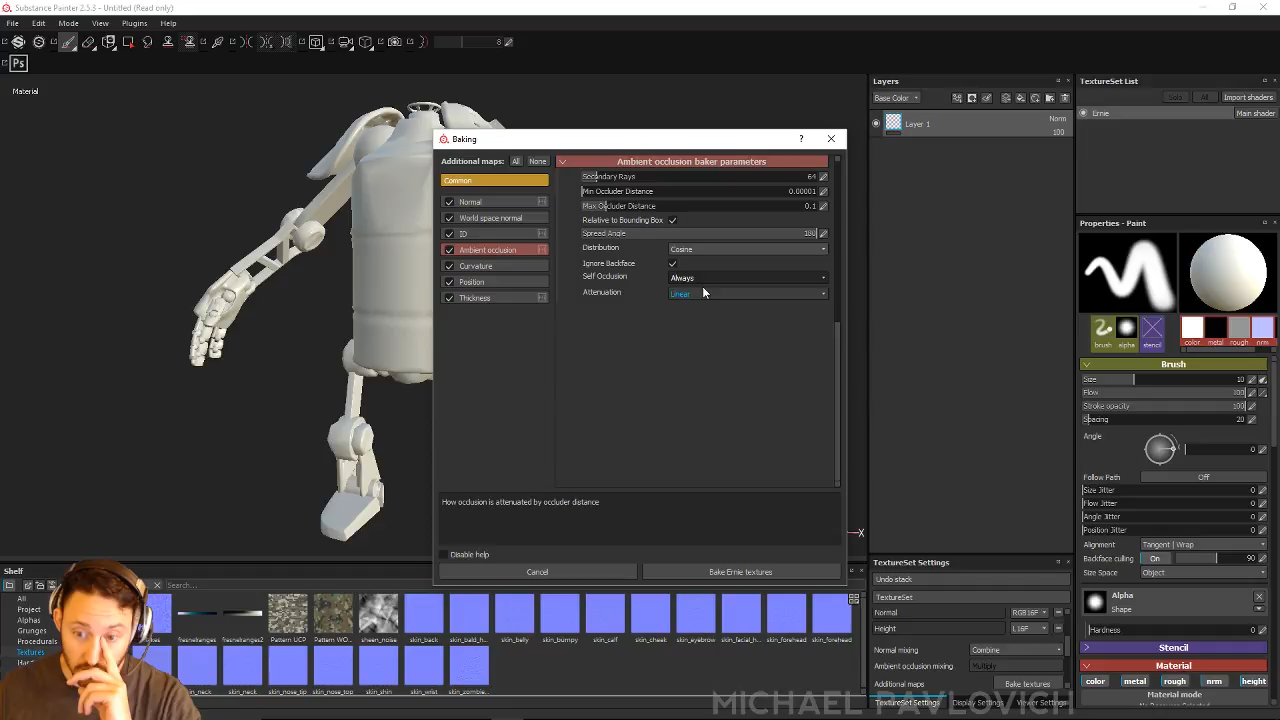 Substance Painter 2.5.3 - Untitled (Read only)
File Edit Mode View Plugins Help
8
Ps
Material
Baking
Additional maps: All None
Common
Normal
World space normal
ID
Ambient occlusion
Curvature
Position
Thickness
Ambient occlusion baker parameters
Secondary Rays 64
Min Occluder Distance 0.00001
Max Occluder Distance 0.1
Relative to Bounding Box
Spread Angle 180
Distribution Cosine
Ignore Backface
Self Occlusion Always
Attenuation Linear
How occlusion is attenuated by occluder distance
Disable help
Cancel Bake Ernie textures
X
Layers
Base Color
Layer 1 Norm
100
TextureSet List
Solo All Import shaders
Ernie Main shader
Properties - Paint
brush alpha stencil color metal rough nrm
Brush
Size 10
Flow 100
Stroke opacity 100
Spacing 20
Angle
0
Follow Path Off
Size Jitter 0
Flow Jitter 0
Angle Jitter 0
Position Jitter 0
Alignment Tangent | Wrap
Backface culling On 90
Size Space Object
Alpha
Shape
Hardness 0
Stencil
Material
color metal rough nrm height
Material mode
TextureSet Settings
Undo stack
TextureSet
Normal RGB16F
Height L16F
Normal mixing Combine
Ambient occlusion mixing Multiply
Additional maps Bake textures
TextureSet Settings Display Settings Viewer Settings
Shelf
Search...
All
Project
Alphas
Grunges
Procedurals
Textures
fresnelranges fresnelranges2 Pattern UCP Pattern WO... sheen_noise skin_back skin_bald_h... skin_belly skin_bumpy skin_calf skin_cheek skin_eyebrow skin_facial_h... skin_forehead skin_forehead
skin_neck skin_neck skin_nose_tip skin_nose_top skin_shin skin_wrist skin_zombie...
MICHAEL PAVLOVICH